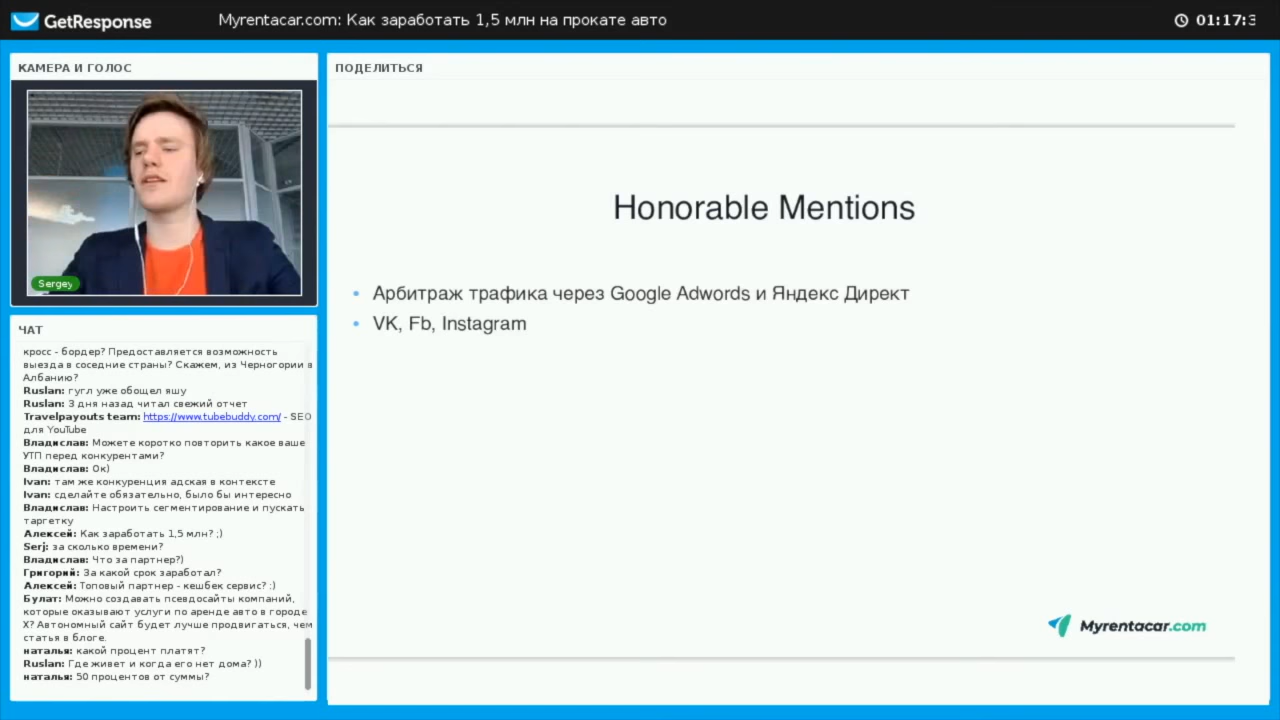 GetResponse
Myrentacar.com: Как заработать 1,5 млн на прокате авто
01:17:3
КАМЕРА И ГОЛОС
Sergey
ЧАТ
кросс - бордер? Предоставляется возможность
выезда в соседние страны? Скажем, из Черногории в
Албанию?
Ruslan: гугл уже обошел яшу
Ruslan: 3 дня назад читал свежий отчет
Travelpayouts team: https://www.tubebuddy.com/ - SEO
для YouTube
Владислав: Можете коротко повторить какое ваше
УТП перед конкурентами?
Владислав: Ок)
Ivan: там же конкуренция адская в контексте
Ivan: сделайте обязательно, было бы интересно
Владислав: Настроить сегментирование и пускать
таргетку
Алексей: Как заработать 1,5 млн? ;)
Serj: за сколько времени?
Владислав: Что за партнер?)
Григорий: За какой срок заработал?
Алексей: Топовый партнер - кешбек сервис? :)
Булат: Можно создавать псевдосайты компаний,
которые оказывают услуги по аренде авто в городе
Х? Автономный сайт будет лучше продвигаться, чем
статья в блоге.
наталья: какой процент платят?
Ruslan: Где живет и когда его нет дома? ))
наталья: 50 процентов от суммы?
ПОДЕЛИТЬСЯ
Honorable Mentions
• Арбитраж трафика через Google Adwords и Яндекс Директ
• VK, Fb, Instagram
Myrentacar.com